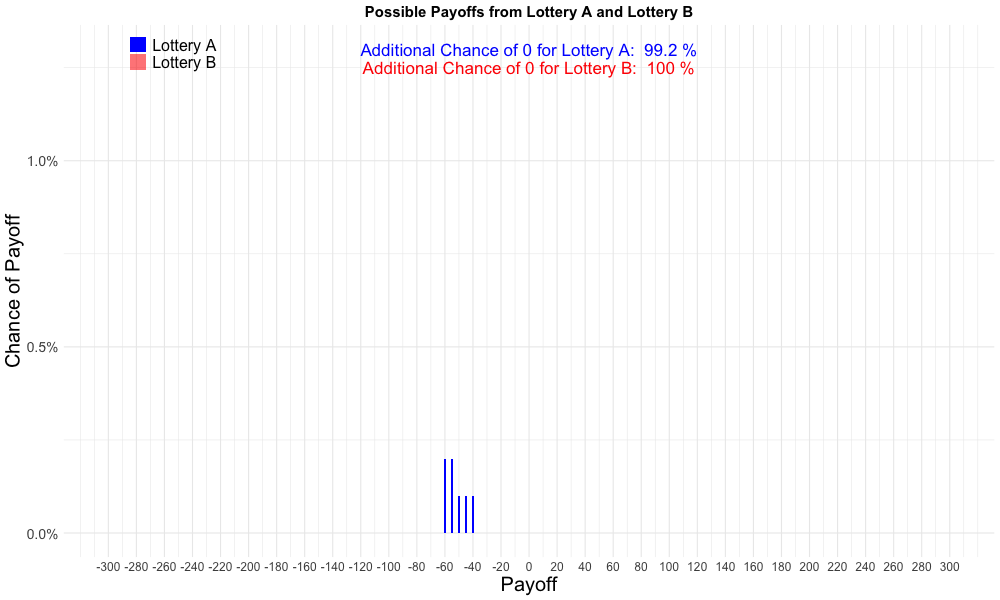 Possible Payoffs from Lottery A and Lottery B
Lottery A
Lottery B
Additional Chance of 0 for Lottery A:  99.2 %
Additional Chance of 0 for Lottery B:  100 %
Chance of Payoff
1.0%
0.5%
0.0%
-300 -280 -260 -240 -220 -200 -180 -160 -140 -120 -100 -80 -60 -40 -20 0 20 40 60 80 100 120 140 160 180 200 220 240 260 280 300
Payoff